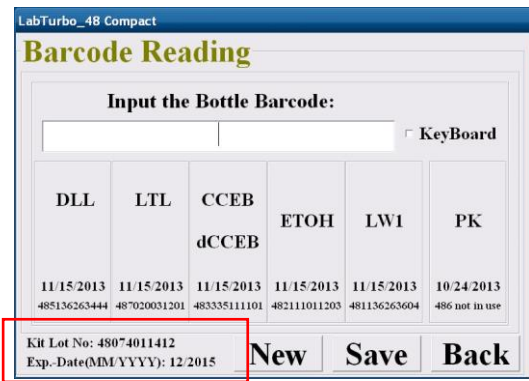 LabTurbo_48 Compact
Barcode Reading
Input the Bottle Barcode:
KeyBoard
DLL LTL CCEB dCCEB ETOH LW1 PK
11/15/2013 11/15/2013 11/15/2013 11/15/2013 11/15/2013 10/24/2013
485136263444 487020031201 483335111101 482111011203 481136263604 486 not in use
Kit Lot No: 48074011412
Exp.-Date(MM/YYYY): 12/2015
New Save Back